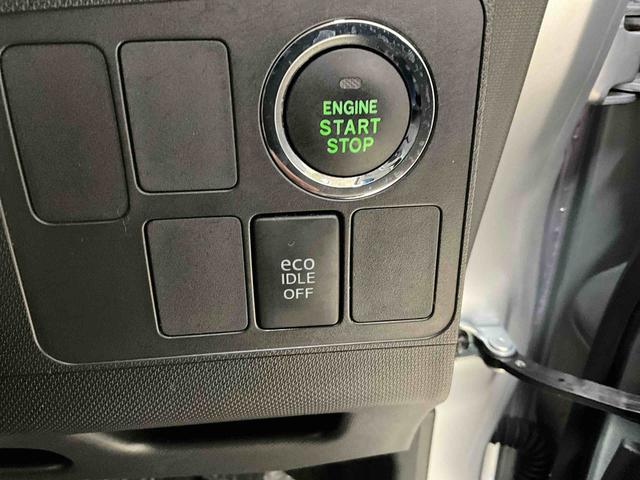 ENGINE
START
STOP
eco
IDLE
OFF